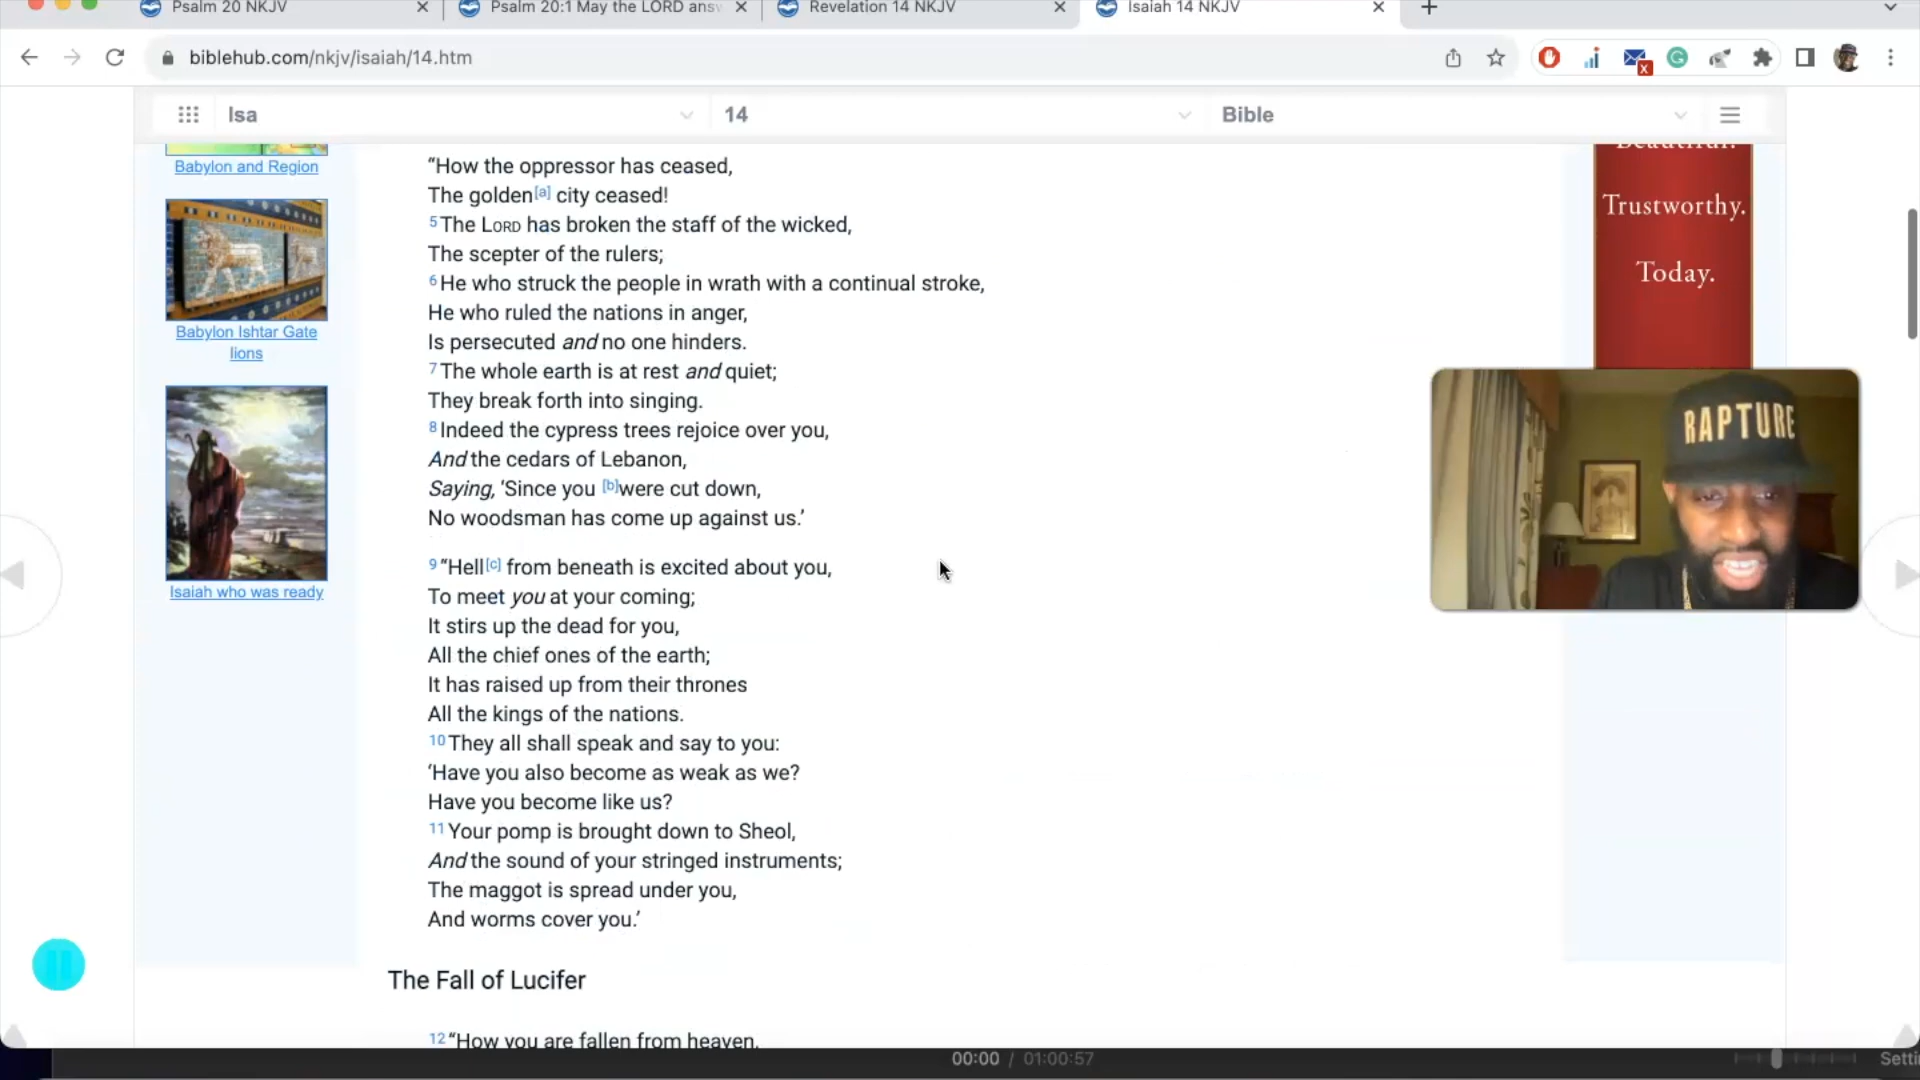 Psalm 20 NKJV
Psalm 20:1 May the LORD ans
Revelation 14 NKJV
Isaiah 14 NKJV
biblehub.com/nkjv/isaiah/14.htm
Isa
14
Bible
Babylon and Region
Babylon Ishtar Gate
lions
Isaiah who was ready
“How the oppressor has ceased,
The golden[a] city ceased!
5 The LORD has broken the staff of the wicked,
The scepter of the rulers;
6 He who struck the people in wrath with a continual stroke,
He who ruled the nations in anger,
Is persecuted and no one hinders.
7 The whole earth is at rest and quiet;
They break forth into singing.
8 Indeed the cypress trees rejoice over you,
And the cedars of Lebanon,
Saying, ‘Since you [b]were cut down,
No woodsman has come up against us.’
9 “Hell[c] from beneath is excited about you,
To meet you at your coming;
It stirs up the dead for you,
All the chief ones of the earth;
It has raised up from their thrones
All the kings of the nations.
10 They all shall speak and say to you:
‘Have you also become as weak as we?
Have you become like us?
11 Your pomp is brought down to Sheol,
And the sound of your stringed instruments;
The maggot is spread under you,
And worms cover you.’
The Fall of Lucifer
12 “How you are fallen from heaven,
Beautiful.
Trustworthy.
Today.
RAPTURE
00:00 / 01:00:57
Setti